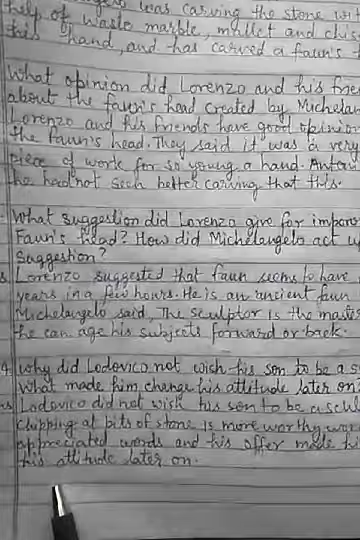 was carving the stone wi
help of waste marble, mallet and chis
his hand, and has carved a faun's
What opinion did Lorenzo and his frie
about the faun's head created by Michelan
Lorenzo and his friends have good opinion
the faun's head. They said it was a very
piece of work for so young a hand.
he had not seen better carving that this.
What suggestion did Lorenzo give for
Faun's head? How did Michelangelo act u
Suggestion?
Lorenzo suggested that faun seems to have
years in a few hours. He is an ancient faun
Michelangelo said, The sculptor is the maste
he can age his subjects forward or back.
4. Why did Lodovico not wish his son to be a s
What made him change his attitude later on?
Lodovico did not wish his son to be a scul
chipping at bits of stone is more worthy wor
appreciated words and his offer made hi
his attitude later on.